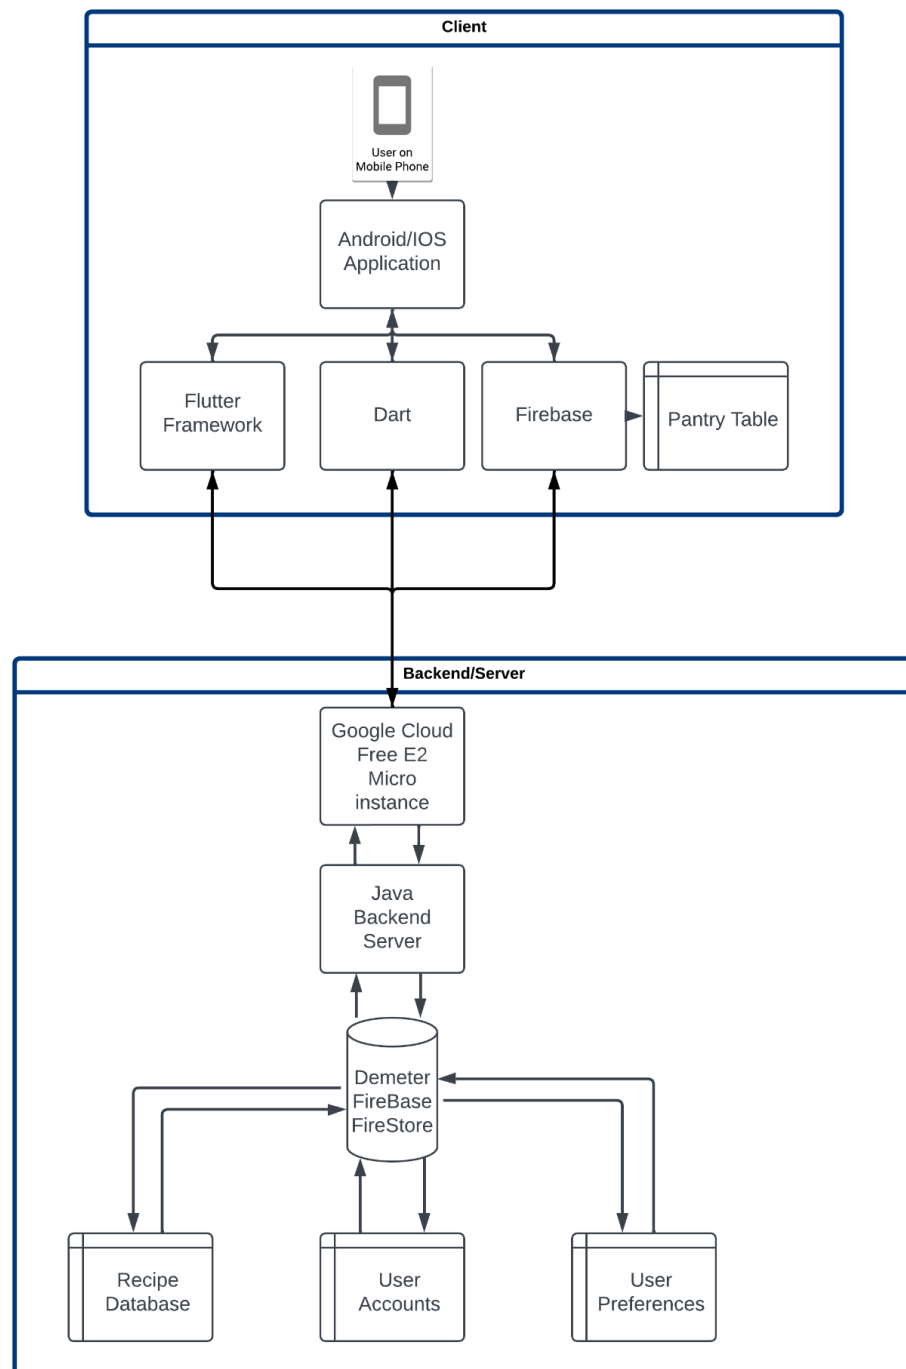 Client
User on
Mobile Phone
Android/IOS
Application
Flutter
Framework
Dart
Firebase
Pantry Table
Backend/Server
Google Cloud
Free E2
Micro
instance
Java
Backend
Server
Demeter
FireBase
FireStore
Recipe
Database
User
Accounts
User
Preferences